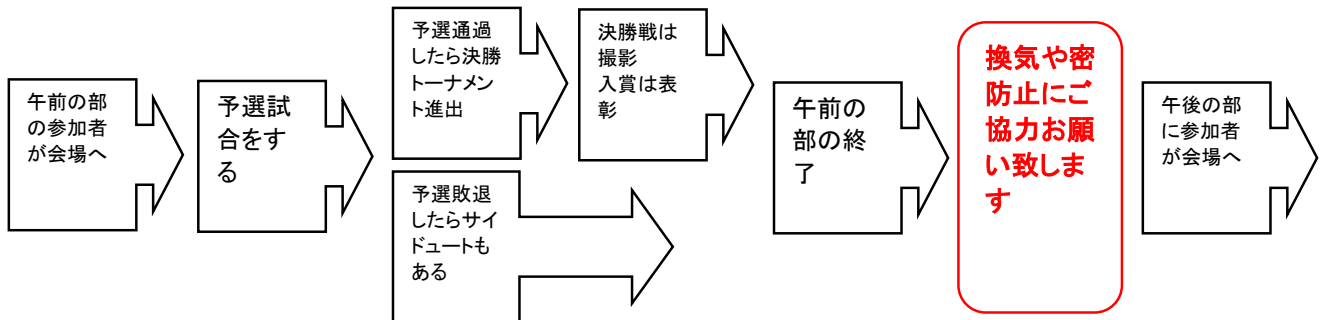 午前の部
の参加者
が会場へ
予選試
合をす
る
予選通過
したら決勝
トーナメン
ト進出
予選敗退
したらサイ
ドュートも
ある
決勝戦は
撮影
入賞は表
彰
午前の
部の終
了
換気や密
防止にご
協力お願
い致しま
す
午後の部
に参加者
が会場へ